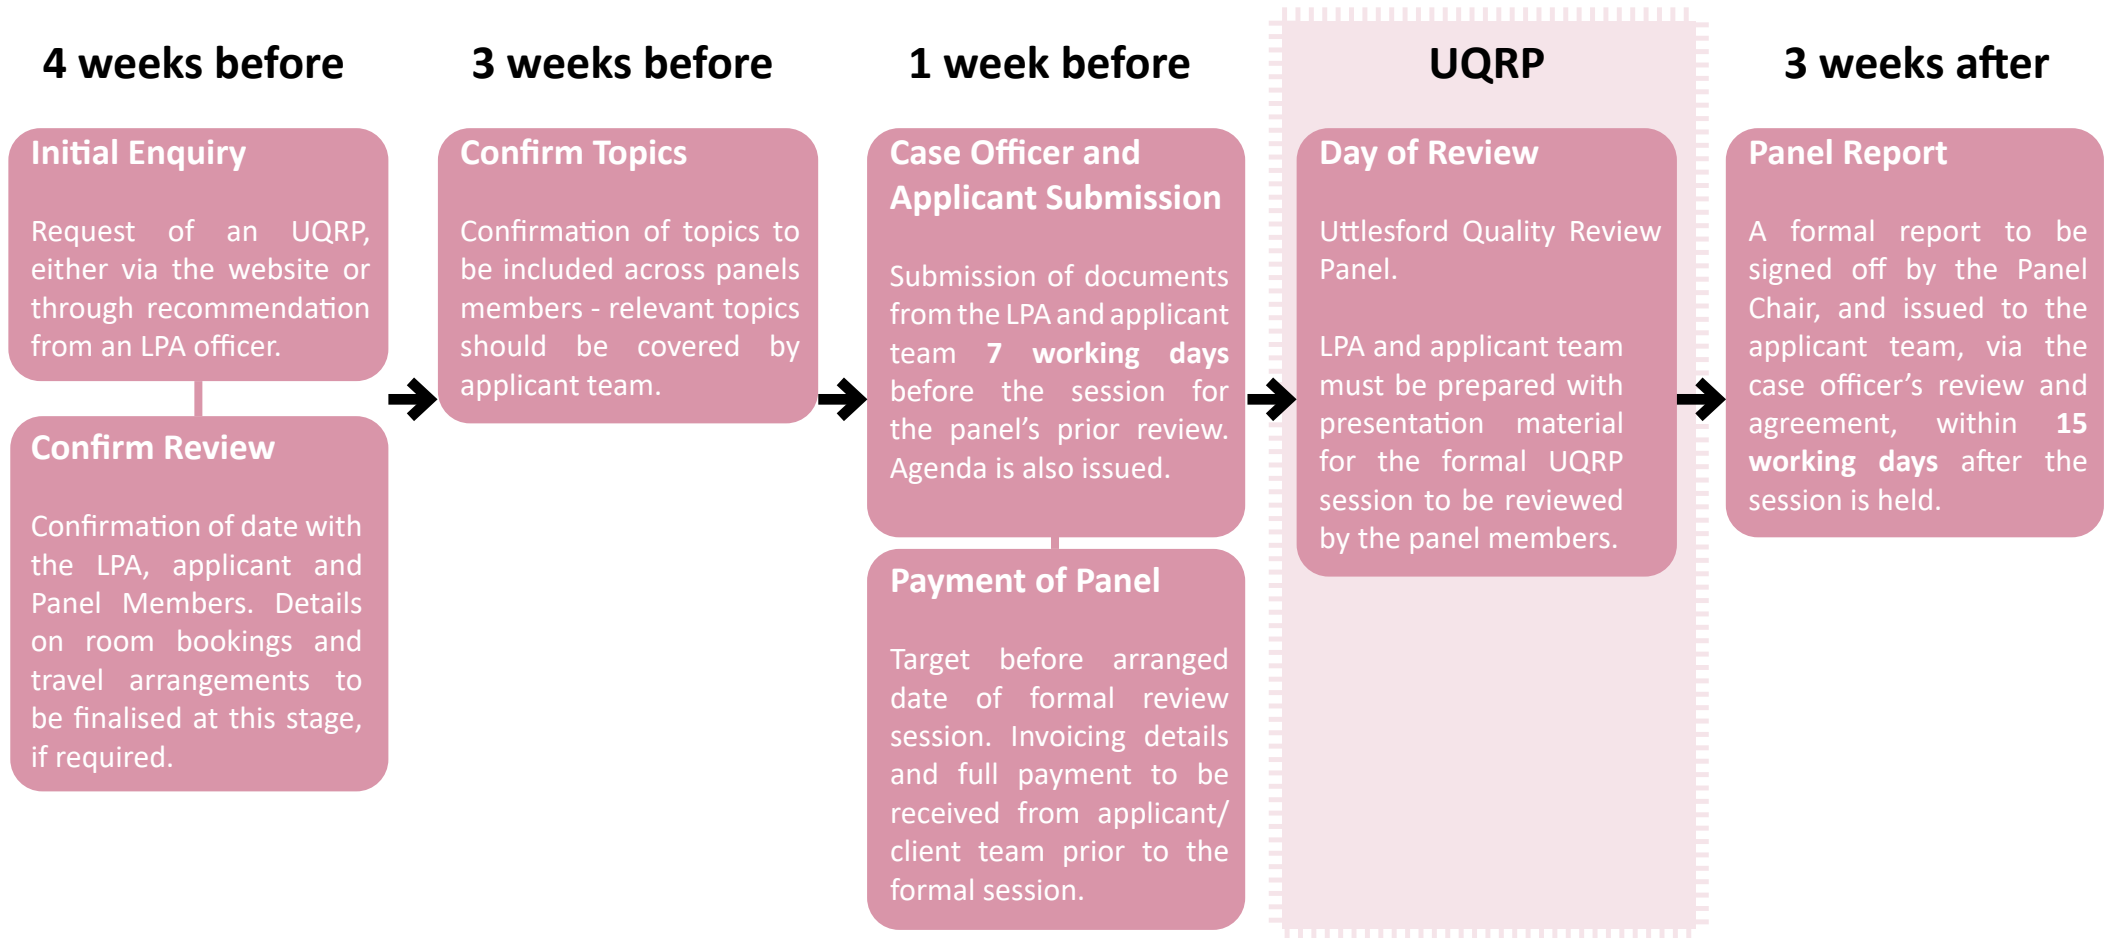 4 weeks before
Initial Enquiry
Request of an UQRP,
either via the website or
through recommendation
from an LPA officer.
Confirm Review
Confirmation of date with
the LPA, applicant and
Panel Members. Details
on room bookings and
travel arrangements to
be finalised at this stage,
if required.
3 weeks before
Confirm Topics
Confirmation of topics to
be included across panels
members - relevant topics
should be covered by
applicant team.
1 week before
Case Officer and
Applicant Submission
Submission of documents
from the LPA and applicant
team 7 working days
before the session for
the panel's prior review.
Agenda is also issued.
Payment of Panel
Target before arranged
date of formal review
session. Invoicing details
and full payment to be
received from applicant/
client team prior to the
formal session.
UQRP
Day of Review
Uttlesford Quality Review
Panel.
LPA and applicant team
must be prepared with
presentation material
for the formal UQRP
session to be reviewed
by the panel members.
3 weeks after
Panel Report
A formal report to be
signed off by the Panel
Chair, and issued to the
applicant team, via the
case officer's review and
agreement, within 15
working days after the
session is held.